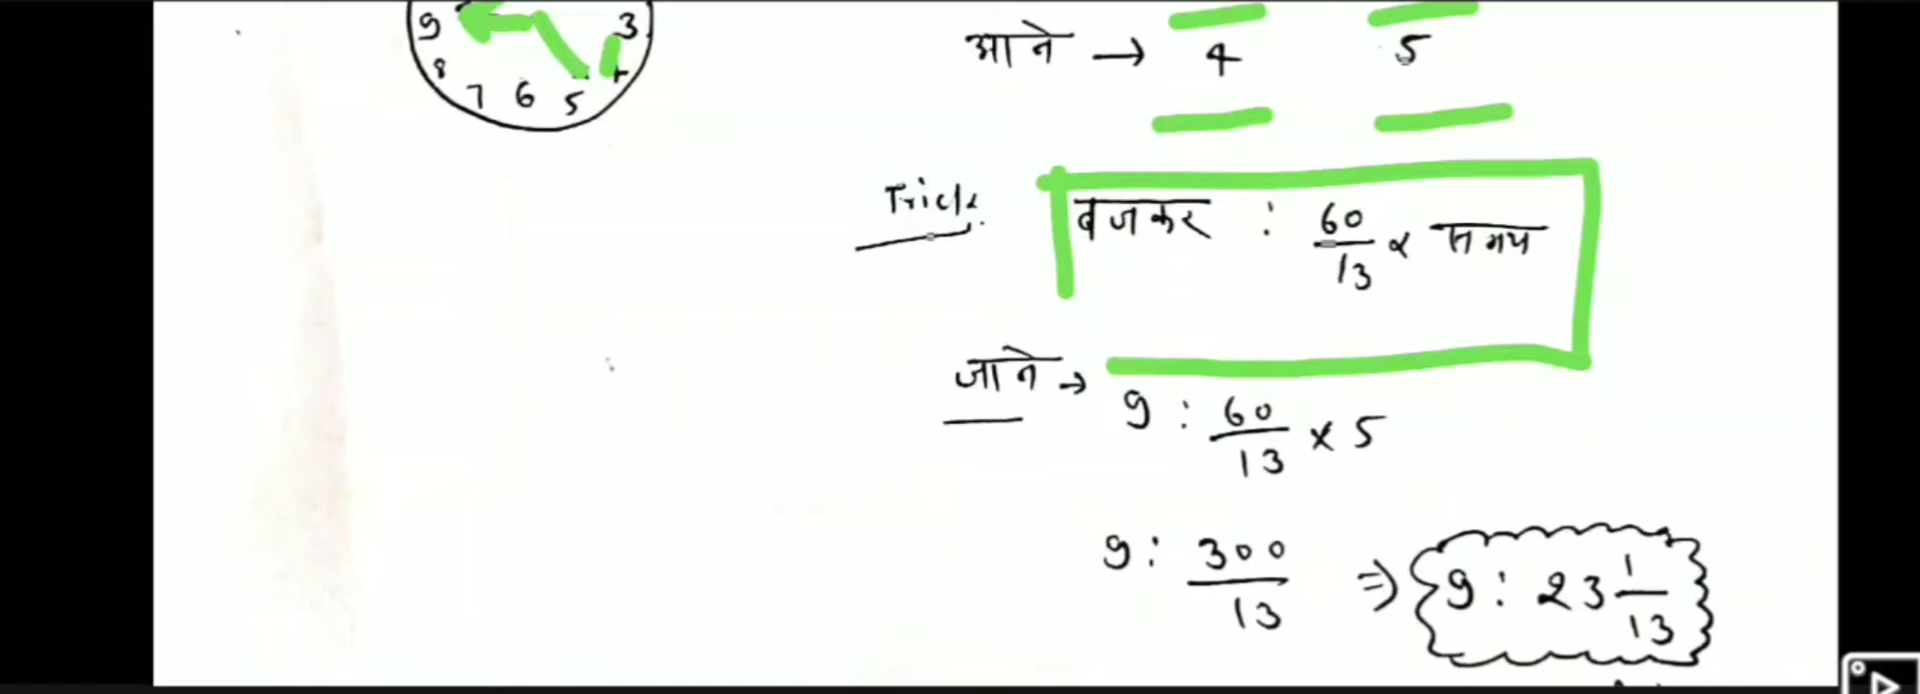 9 3
8 4
7 6 5
आने → 4 5
Trick.
बजकर : 60/13 × समय
जाने →
9 : 60/13 × 5
9 : 300/13 ⇒ 9 : 23 1/13